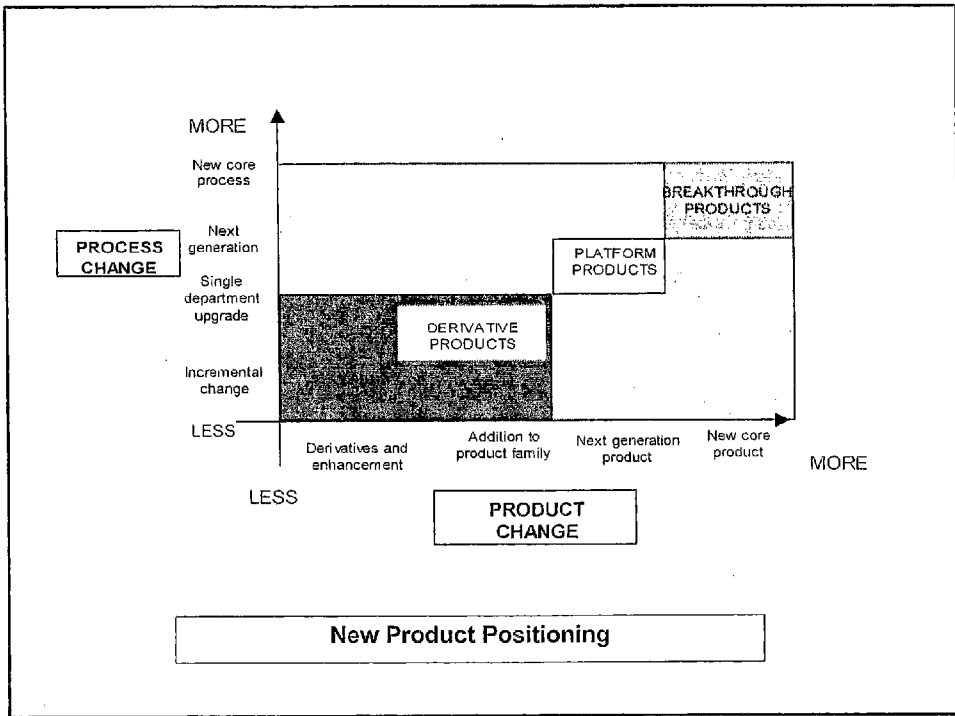 MORE
New core
process
BREAKTHROUGH
PRODUCTS
Next
generation
PROCESS
CHANGE
PLATFORM
PRODUCTS
Single
department
upgrade
DERIVATIVE
PRODUCTS
Incremental
change
LESS
Derivatives and
enhancement
Addition to
product family
Next generation
product
New core
product
MORE
LESS
PRODUCT
CHANGE
New Product Positioning